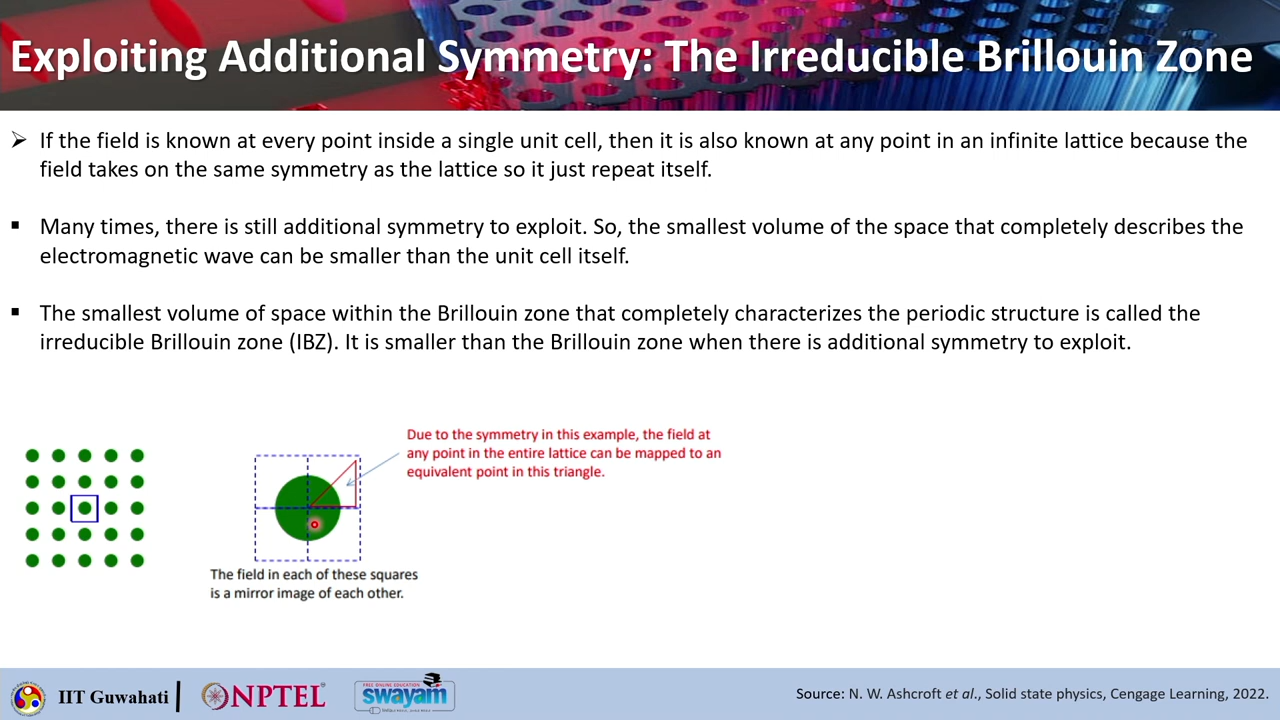 Exploiting Additional Symmetry: The Irreducible Brillouin Zone
If the field is known at every point inside a single unit cell, then it is also known at any point in an infinite lattice because the
field takes on the same symmetry as the lattice so it just repeat itself.
Many times, there is still additional symmetry to exploit. So, the smallest volume of the space that completely describes the
electromagnetic wave can be smaller than the unit cell itself.
The smallest volume of space within the Brillouin zone that completely characterizes the periodic structure is called the
irreducible Brillouin zone (IBZ). It is smaller than the Brillouin zone when there is additional symmetry to exploit.
Due to the symmetry in this example, the field at
any point in the entire lattice can be mapped to an
equivalent point in this triangle.
The field in each of these squares
is a mirror image of each other.
IIT Guwahati
NPTEL
FREE ONLINE EDUCATION
swayam
Source: N. W. Ashcroft et al., Solid state physics, Cengage Learning, 2022.